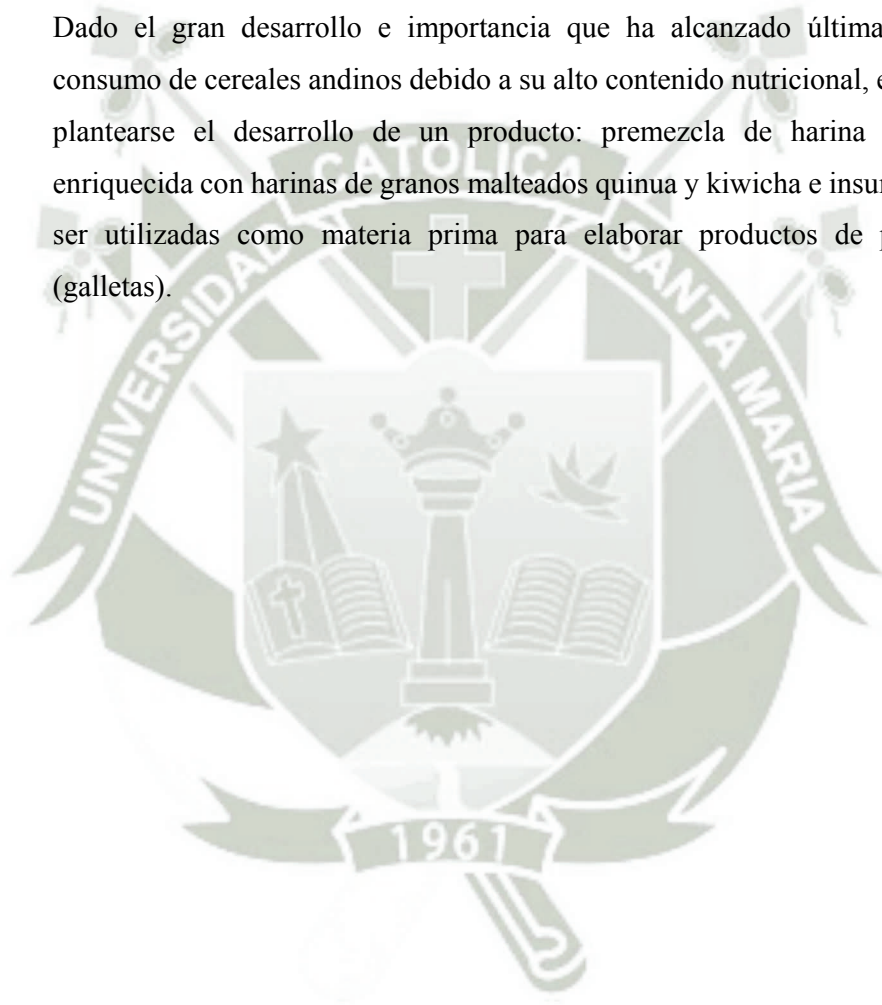 Dado el gran desarrollo e importancia que ha alcanzado última
consumo de cereales andinos debido a su alto contenido nutricional, e
plantearse el desarrollo de un producto: premezcla de harina
enriquecida con harinas de granos malteados quinua y kiwicha e insu
ser utilizadas como materia prima para elaborar productos de p
(galletas).
UNIVERSIDAD CATOLICA SANTA MARIA
1961